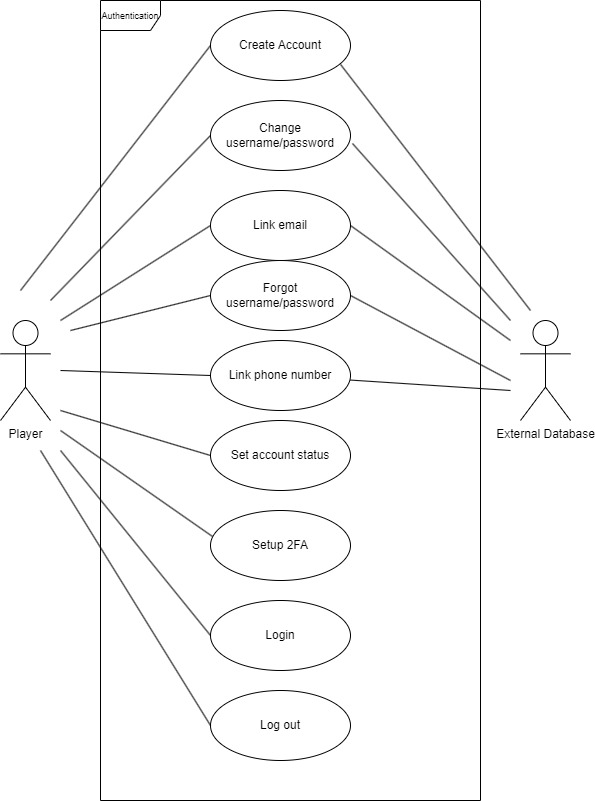 Authentication
Create Account
Change
username/password
Link email
Forgot
username/password
Link phone number
Player
External Database
Set account status
Setup 2FA
Login
Log out